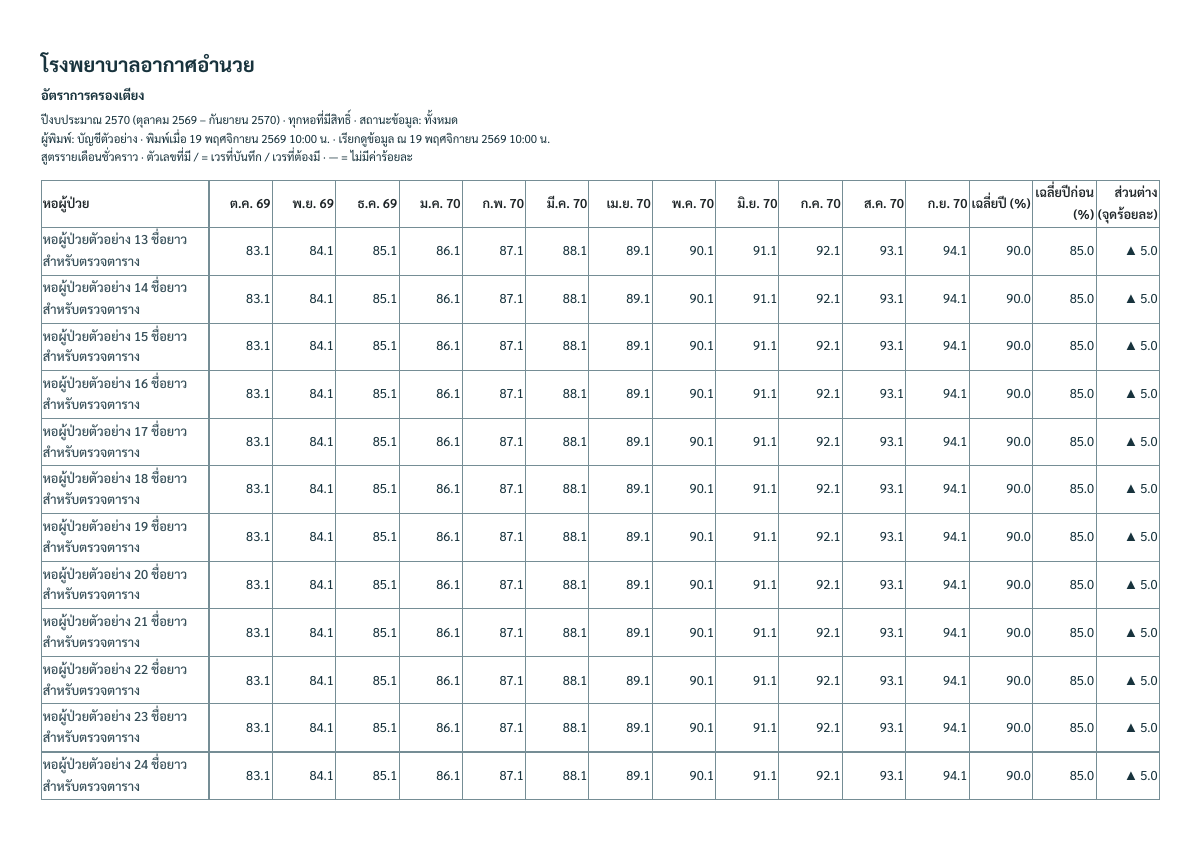 โรงพยาบาลอากาศอำนวย
อัตราการครองเตียง
ปีงบประมาณ 2570 (ตุลาคม 2569 – กันยายน 2570) · ทุกหอที่มีสิทธิ์ · สถานะข้อมูล: ทั้งหมด
ผู้พิมพ์: บัญชีตัวอย่าง · พิมพ์เมื่อ 19 พฤศจิกายน 2569 10:00 น. · เรียกดูข้อมูล ณ 19 พฤศจิกายน 2569 10:00 น.
สูตรรายเดือนชั่วคราว · ตัวเลขที่มี / = เวรที่บันทึก / เวรที่ต้องมี · — = ไม่มีค่าร้อยละ
หอผู้ป่วย ต.ค. 69 พ.ย. 69 ธ.ค. 69 ม.ค. 70 ก.พ. 70 มี.ค. 70 เม.ย. 70 พ.ค. 70 มิ.ย. 70 ก.ค. 70 ส.ค. 70 ก.ย. 70 เฉลี่ยปี (%) เฉลี่ยปีก่อน (%) ส่วนต่าง (จุดร้อยละ)
หอผู้ป่วยตัวอย่าง 13 ชื่อยาว
สำหรับตรวจตาราง 83.1 84.1 85.1 86.1 87.1 88.1 89.1 90.1 91.1 92.1 93.1 94.1 90.0 85.0 ▲ 5.0
หอผู้ป่วยตัวอย่าง 14 ชื่อยาว
สำหรับตรวจตาราง 83.1 84.1 85.1 86.1 87.1 88.1 89.1 90.1 91.1 92.1 93.1 94.1 90.0 85.0 ▲ 5.0
หอผู้ป่วยตัวอย่าง 15 ชื่อยาว
สำหรับตรวจตาราง 83.1 84.1 85.1 86.1 87.1 88.1 89.1 90.1 91.1 92.1 93.1 94.1 90.0 85.0 ▲ 5.0
หอผู้ป่วยตัวอย่าง 16 ชื่อยาว
สำหรับตรวจตาราง 83.1 84.1 85.1 86.1 87.1 88.1 89.1 90.1 91.1 92.1 93.1 94.1 90.0 85.0 ▲ 5.0
หอผู้ป่วยตัวอย่าง 17 ชื่อยาว
สำหรับตรวจตาราง 83.1 84.1 85.1 86.1 87.1 88.1 89.1 90.1 91.1 92.1 93.1 94.1 90.0 85.0 ▲ 5.0
หอผู้ป่วยตัวอย่าง 18 ชื่อยาว
สำหรับตรวจตาราง 83.1 84.1 85.1 86.1 87.1 88.1 89.1 90.1 91.1 92.1 93.1 94.1 90.0 85.0 ▲ 5.0
หอผู้ป่วยตัวอย่าง 19 ชื่อยาว
สำหรับตรวจตาราง 83.1 84.1 85.1 86.1 87.1 88.1 89.1 90.1 91.1 92.1 93.1 94.1 90.0 85.0 ▲ 5.0
หอผู้ป่วยตัวอย่าง 20 ชื่อยาว
สำหรับตรวจตาราง 83.1 84.1 85.1 86.1 87.1 88.1 89.1 90.1 91.1 92.1 93.1 94.1 90.0 85.0 ▲ 5.0
หอผู้ป่วยตัวอย่าง 21 ชื่อยาว
สำหรับตรวจตาราง 83.1 84.1 85.1 86.1 87.1 88.1 89.1 90.1 91.1 92.1 93.1 94.1 90.0 85.0 ▲ 5.0
หอผู้ป่วยตัวอย่าง 22 ชื่อยาว
สำหรับตรวจตาราง 83.1 84.1 85.1 86.1 87.1 88.1 89.1 90.1 91.1 92.1 93.1 94.1 90.0 85.0 ▲ 5.0
หอผู้ป่วยตัวอย่าง 23 ชื่อยาว
สำหรับตรวจตาราง 83.1 84.1 85.1 86.1 87.1 88.1 89.1 90.1 91.1 92.1 93.1 94.1 90.0 85.0 ▲ 5.0
หอผู้ป่วยตัวอย่าง 24 ชื่อยาว
สำหรับตรวจตาราง 83.1 84.1 85.1 86.1 87.1 88.1 89.1 90.1 91.1 92.1 93.1 94.1 90.0 85.0 ▲ 5.0